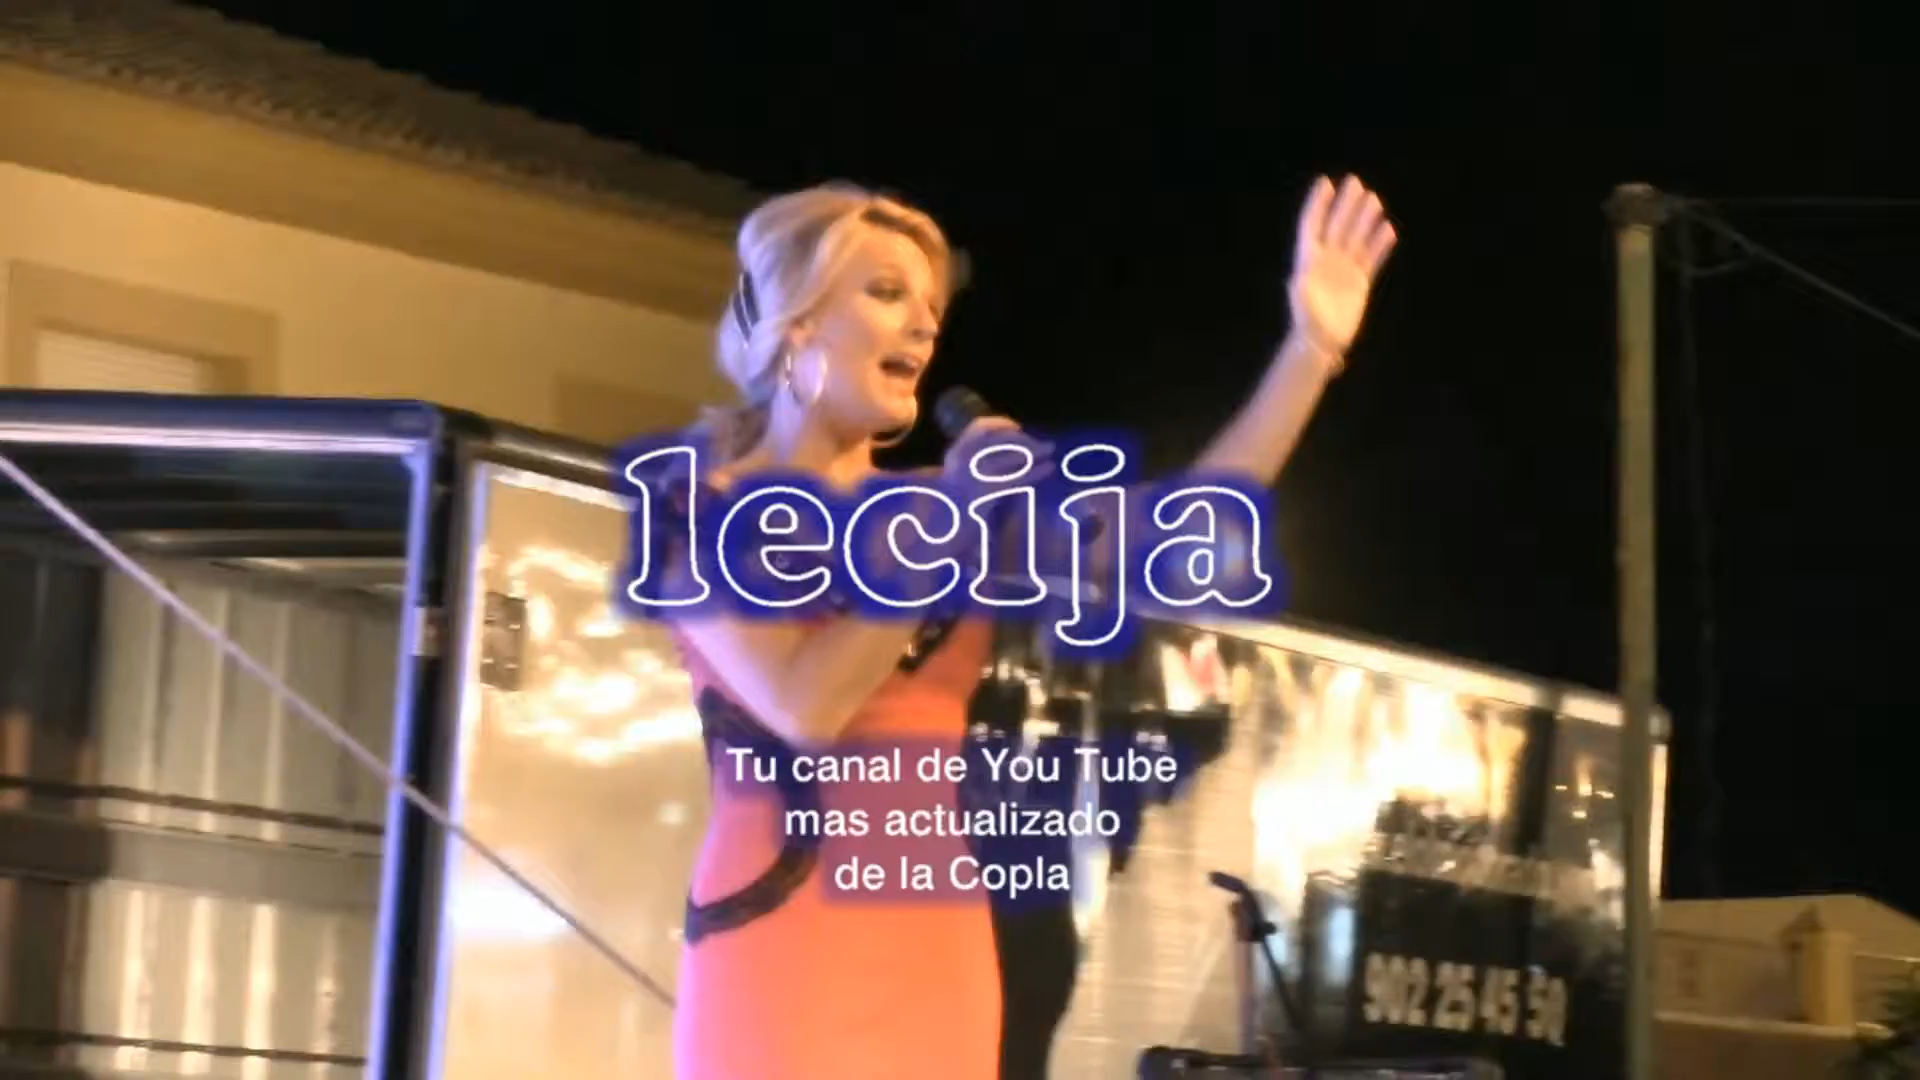 lecija
Tu canal de You Tube
mas actualizado
de la Copla
902 25 45 50